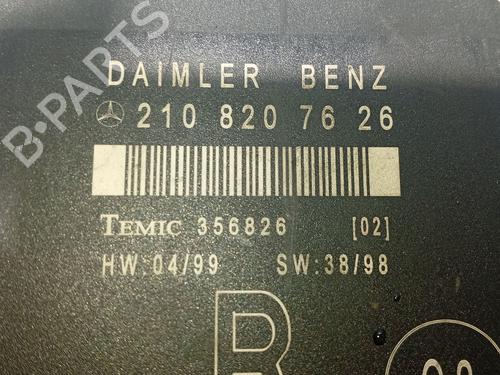 B-PARTS
DAIMLER BENZ
210 820 76 26
TEMIC 356826 [02]
HW:04/99 SW:38/98
R